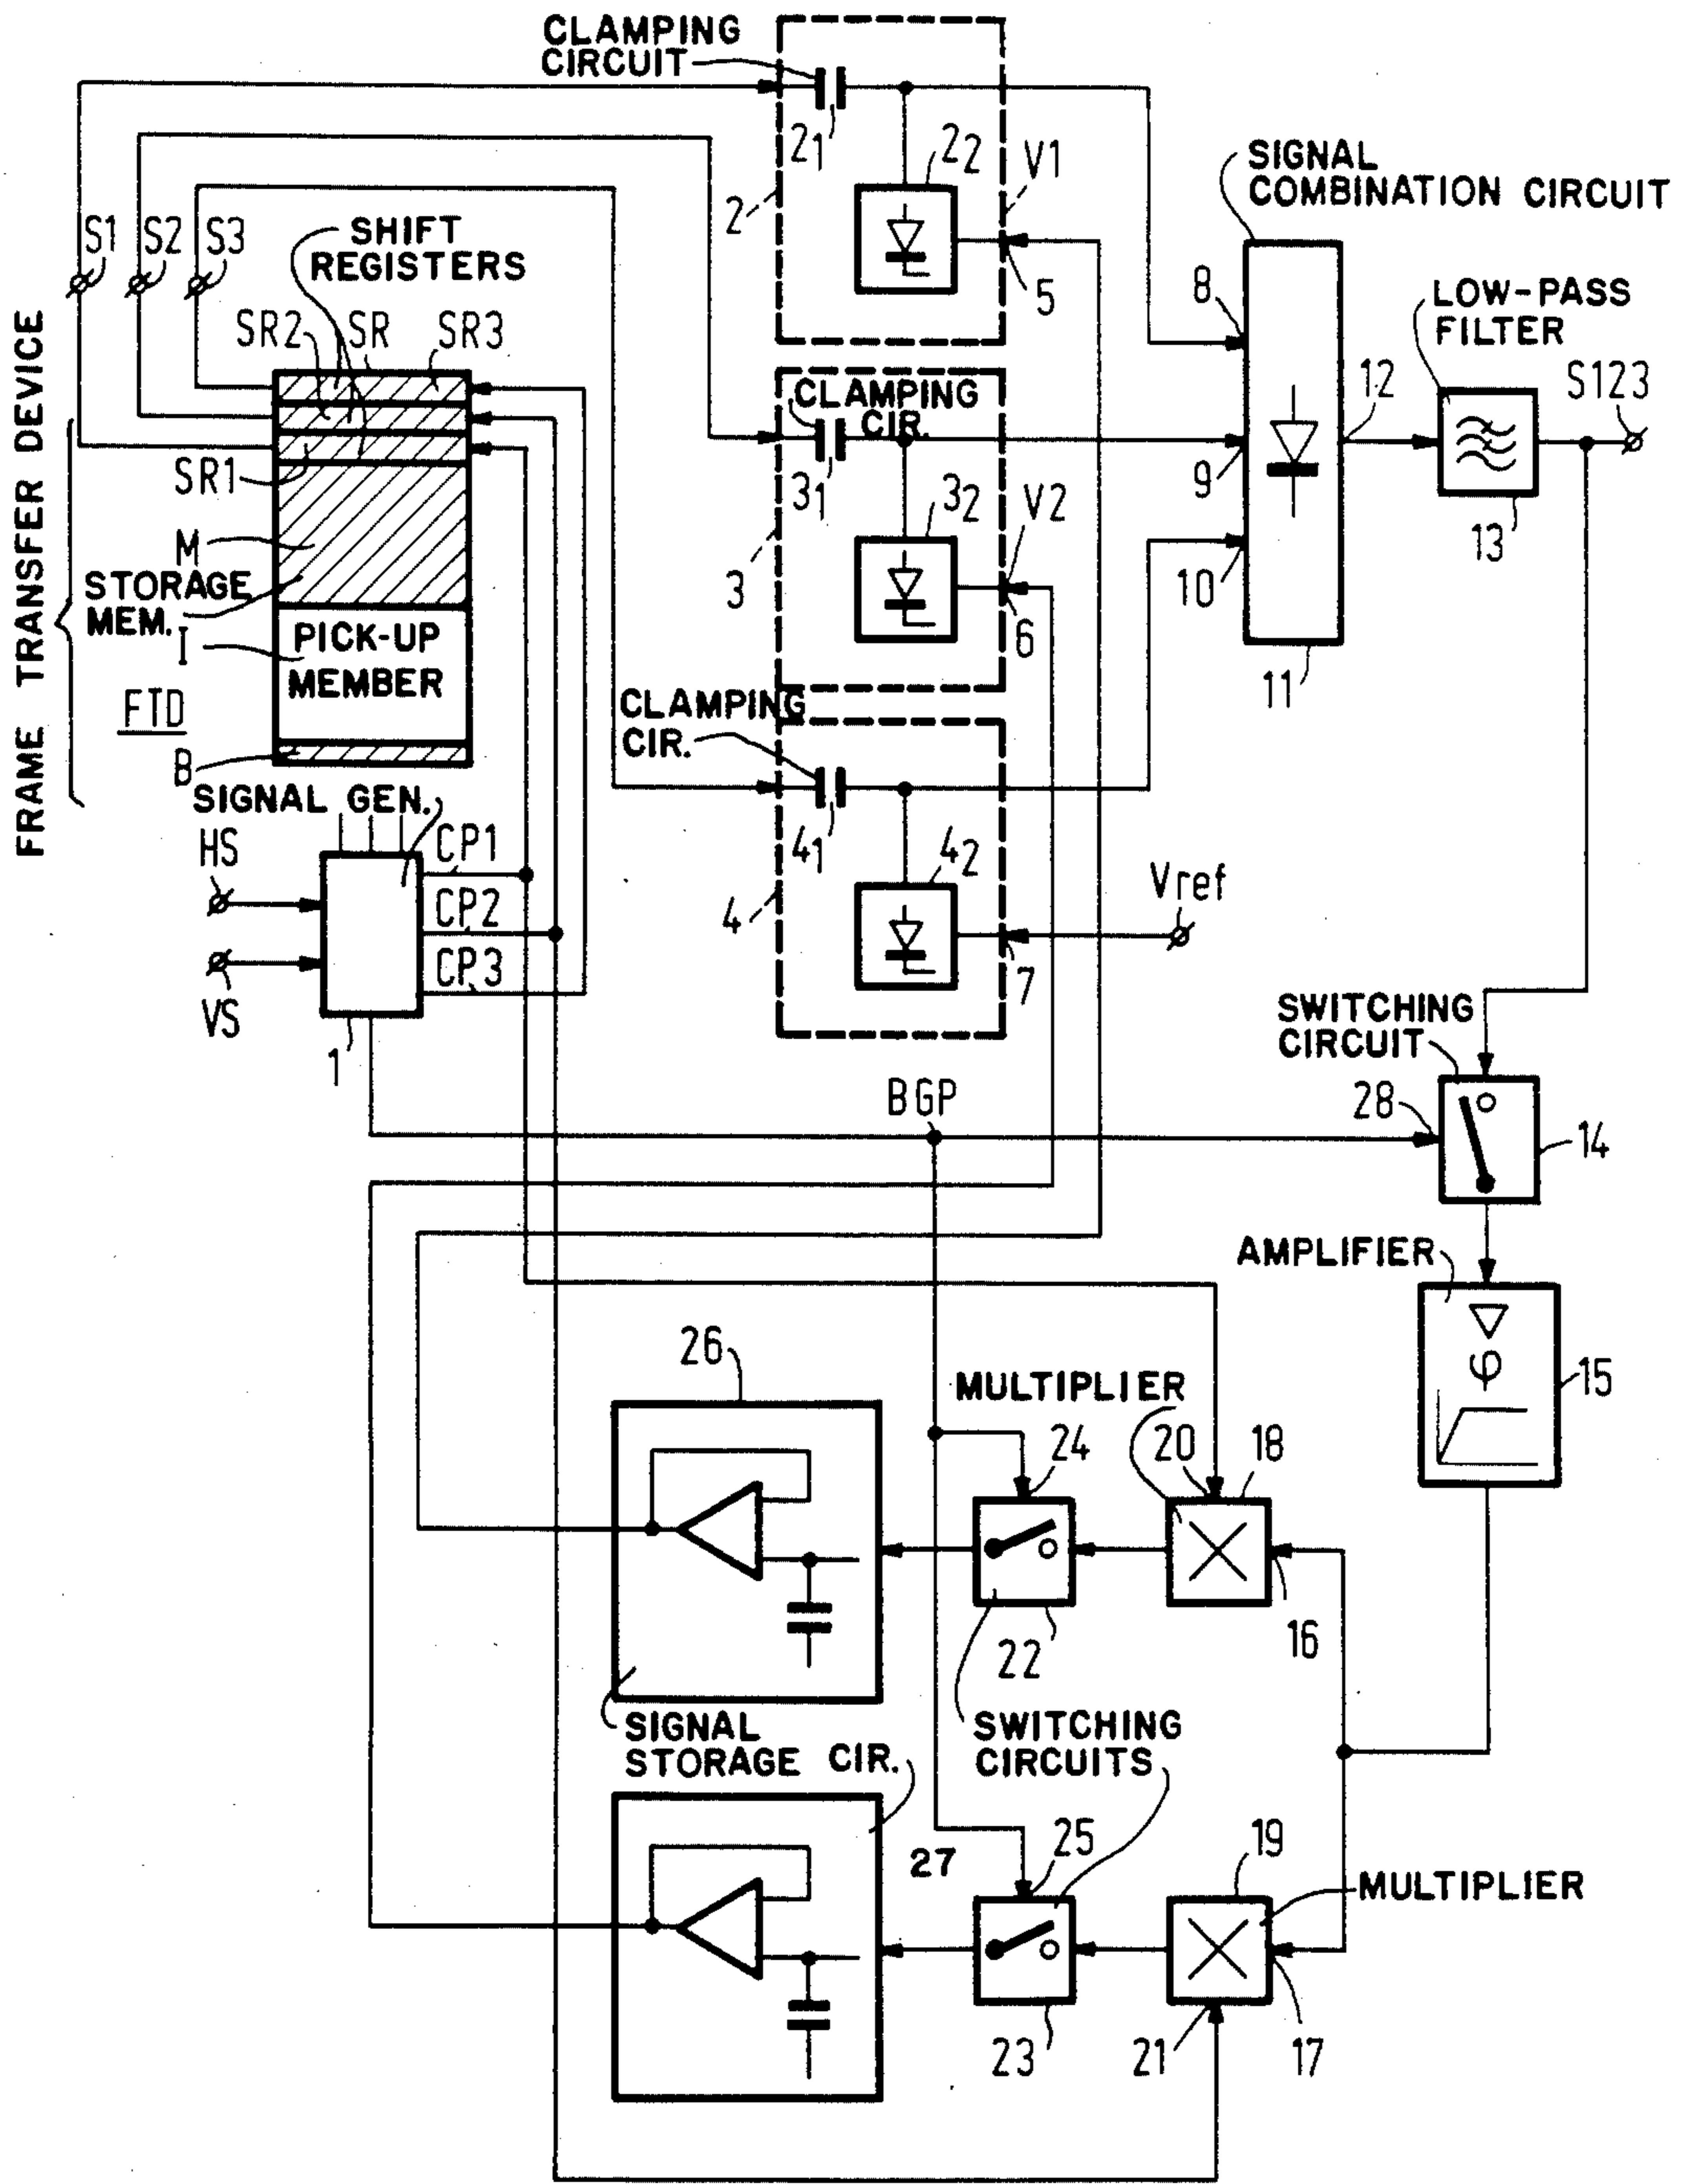 CLAMPING
CIRCUIT
2₁
2₂
V1
2
5
SIGNAL
COMBINATION CIRCUIT
S1
S2
S3
SHIFT
REGISTERS
SR2
SR
SR3
8
LOW-PASS
FILTER
S123
12
CLAMPING
CIR.
3₁
3₂
V2
3
6
9
10
11
13
FRAME TRANSFER DEVICE
SR1
M
STORAGE
MEM.
I
PICK-UP
MEMBER
FTD
B
CLAMPING
CIR.
4₁
4₂
4
7
Vref
SIGNAL GEN.
HS
VS
CP1
CP2
CP3
1
SWITCHING
CIRCUIT
28
14
BGP
AMPLIFIER
φ
15
26
MULTIPLIER
24
20
18
22
16
SIGNAL
STORAGE CIR.
SWITCHING
CIRCUITS
27
25
19
MULTIPLIER
23
21
17